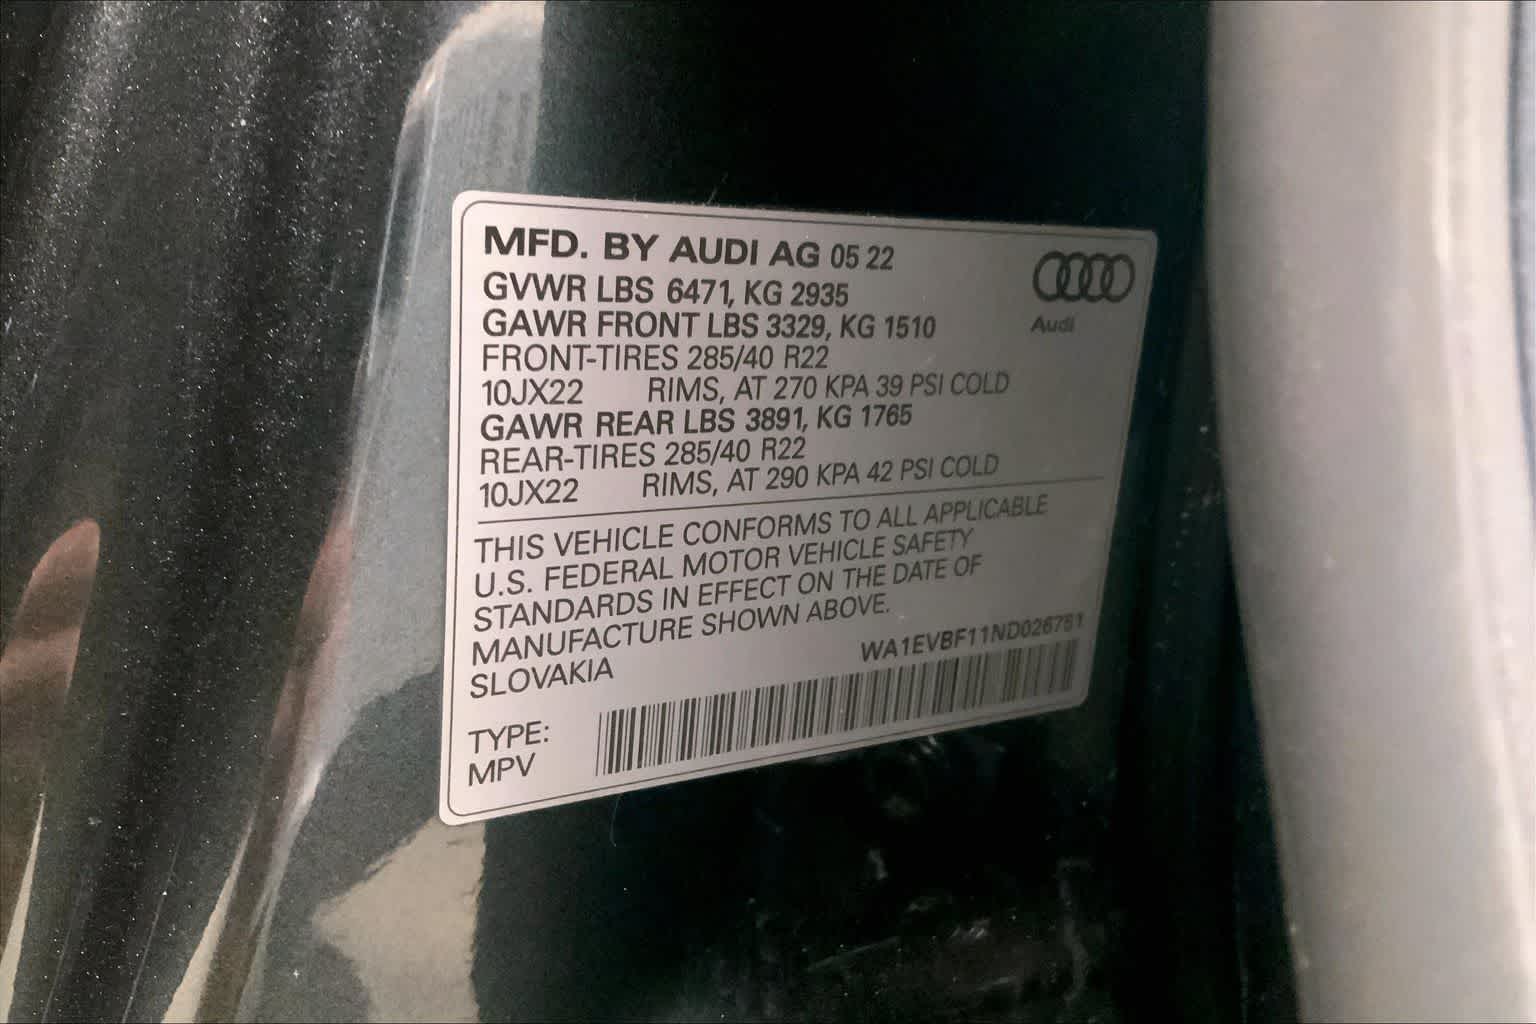 MFD. BY AUDI AG 05 22
GVWR LBS 6471, KG 2935
GAWR FRONT LBS 3329, KG 1510
FRONT-TIRES 285/40 R22
10JX22 RIMS, AT 270 KPA 39 PSI COLD
GAWR REAR LBS 3891, KG 1765
REAR-TIRES 285/40 R22
10JX22 RIMS, AT 290 KPA 42 PSI COLD
Audi
THIS VEHICLE CONFORMS TO ALL APPLICABLE
U.S. FEDERAL MOTOR VEHICLE SAFETY
STANDARDS IN EFFECT ON THE DATE OF
MANUFACTURE SHOWN ABOVE.
SLOVAKIA
WA1EVBF11ND026751
TYPE:
MPV